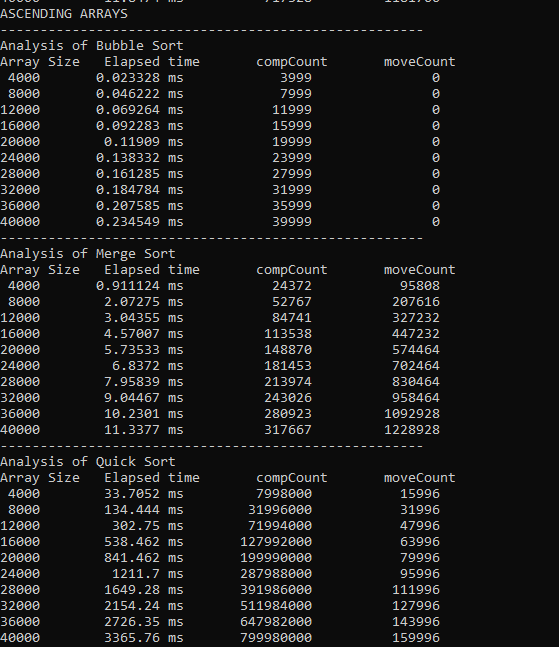 ASCENDING ARRAYS
-----------------------------------------------------
Analysis of Bubble Sort
Array Size   Elapsed time       compCount       moveCount
 4000       0.023328 ms            3999               0
 8000       0.046222 ms            7999               0
12000       0.069264 ms           11999               0
16000       0.092283 ms           15999               0
20000        0.11909 ms           19999               0
24000       0.138332 ms           23999               0
28000       0.161285 ms           27999               0
32000       0.184784 ms           31999               0
36000       0.207585 ms           35999               0
40000       0.234549 ms           39999               0
-----------------------------------------------------
Analysis of Merge Sort
Array Size   Elapsed time       compCount       moveCount
 4000       0.911124 ms           24372           95808
 8000        2.07275 ms           52767          207616
12000        3.04355 ms           84741          327232
16000        4.57007 ms          113538          447232
20000        5.73533 ms          148870          574464
24000         6.8372 ms          181453          702464
28000        7.95839 ms          213974          830464
32000        9.04467 ms          243026          958464
36000        10.2301 ms          280923         1092928
40000        11.3377 ms          317667         1228928
-----------------------------------------------------
Analysis of Quick Sort
Array Size   Elapsed time       compCount       moveCount
 4000        33.7052 ms         7998000           15996
 8000        134.444 ms        31996000           31996
12000         302.75 ms        71994000           47996
16000        538.462 ms       127992000           63996
20000        841.462 ms       199990000           79996
24000         1211.7 ms       287988000           95996
28000        1649.28 ms       391986000          111996
32000        2154.24 ms       511984000          127996
36000        2726.35 ms       647982000          143996
40000        3365.76 ms       799980000          159996